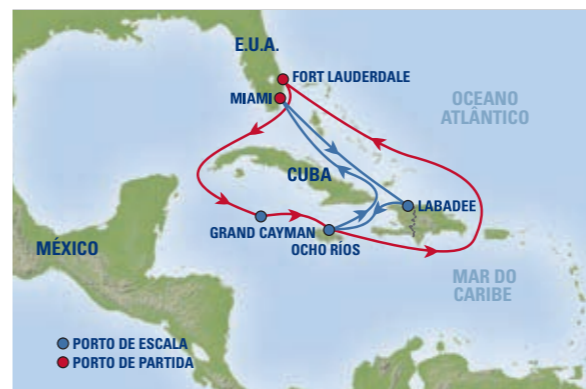 E.U.A.
FORT LAUDERDALE
MIAMI
OCEANO
ATLÂNTICO
CUBA
LABADEE
GRAND CAYMAN
OCHO RÍOS
MÉXICO
MAR DO
CARIBE
PORTO DE ESCALA
PORTO DE PARTIDA